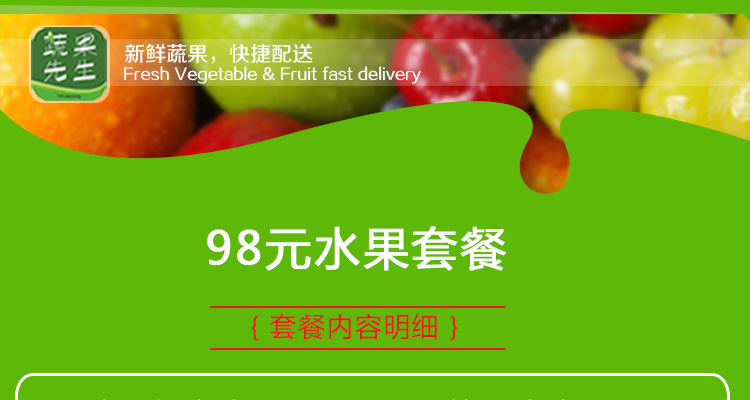 蔬果
先生
新鲜蔬果，快捷配送
Fresh Vegetable & Fruit fast delivery
98元水果套餐
{ 套餐内容明细 }